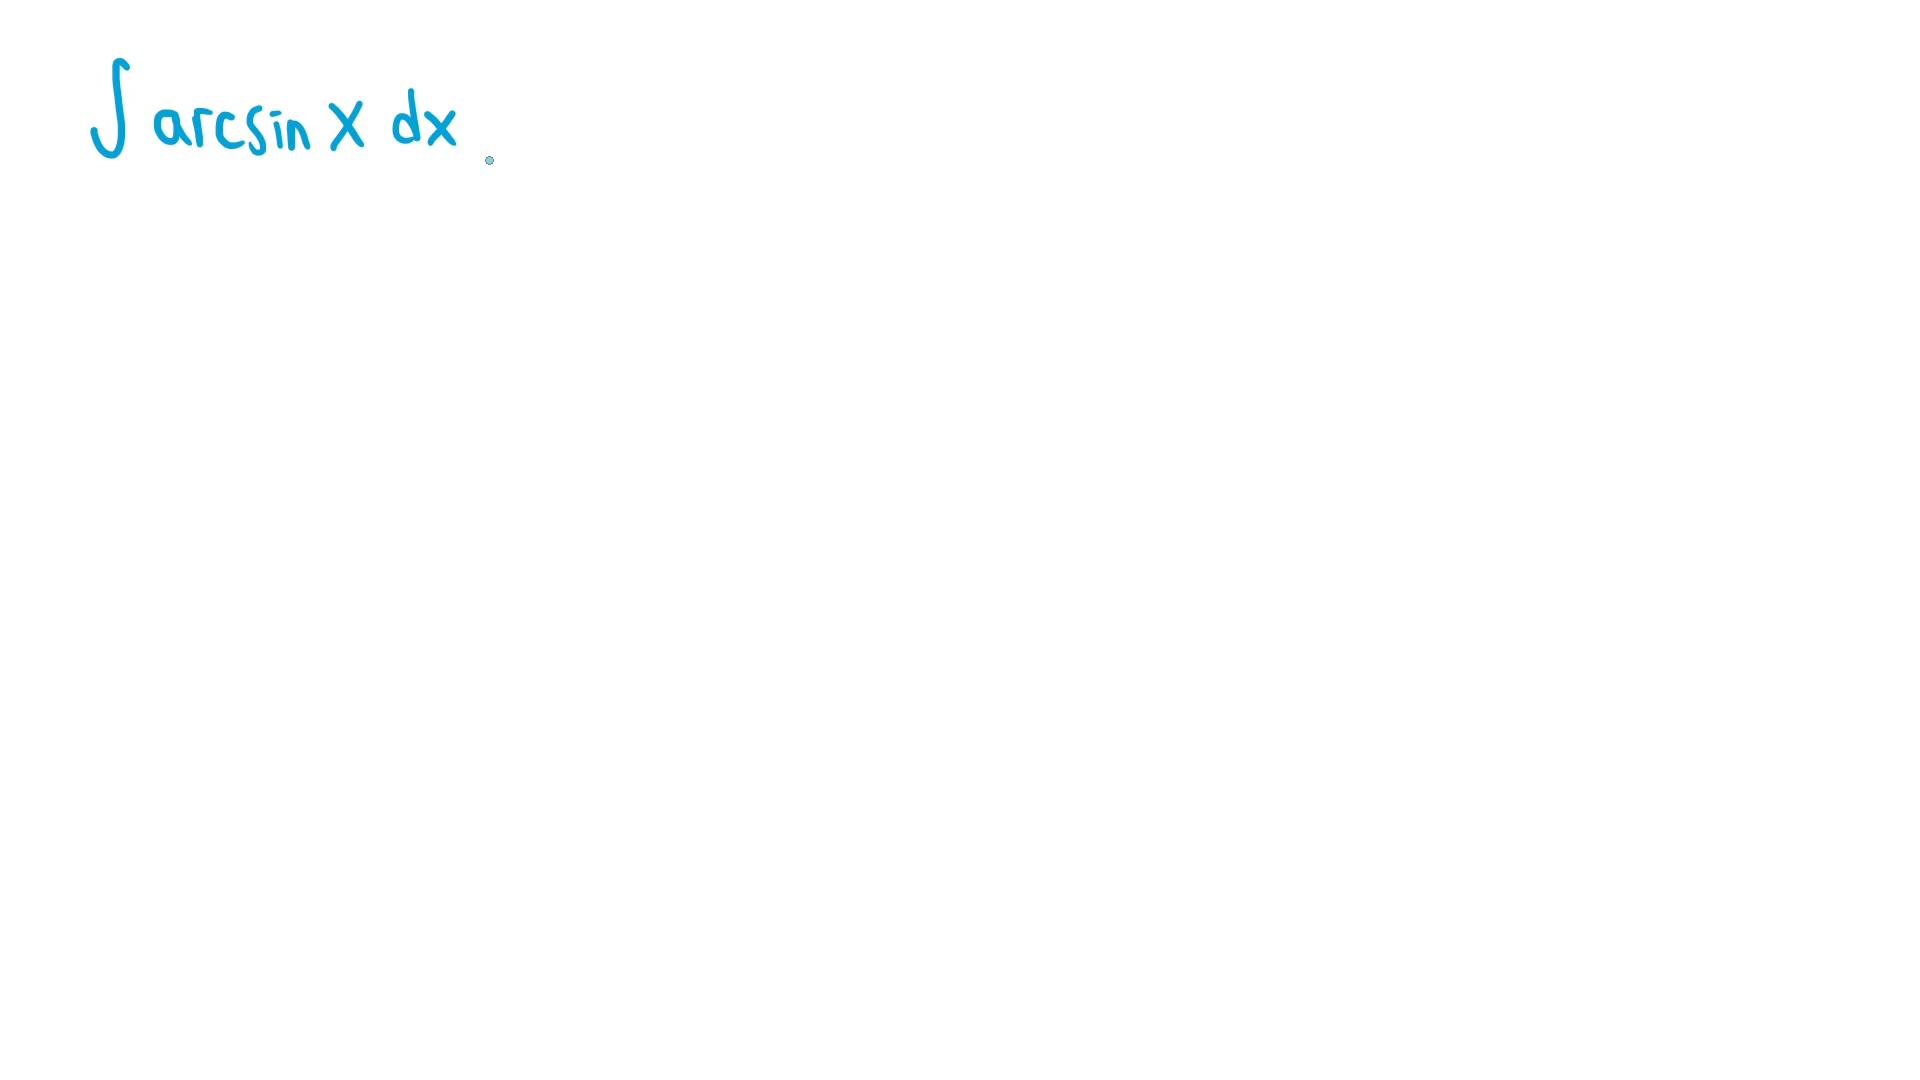 ∫ arcsin x dx